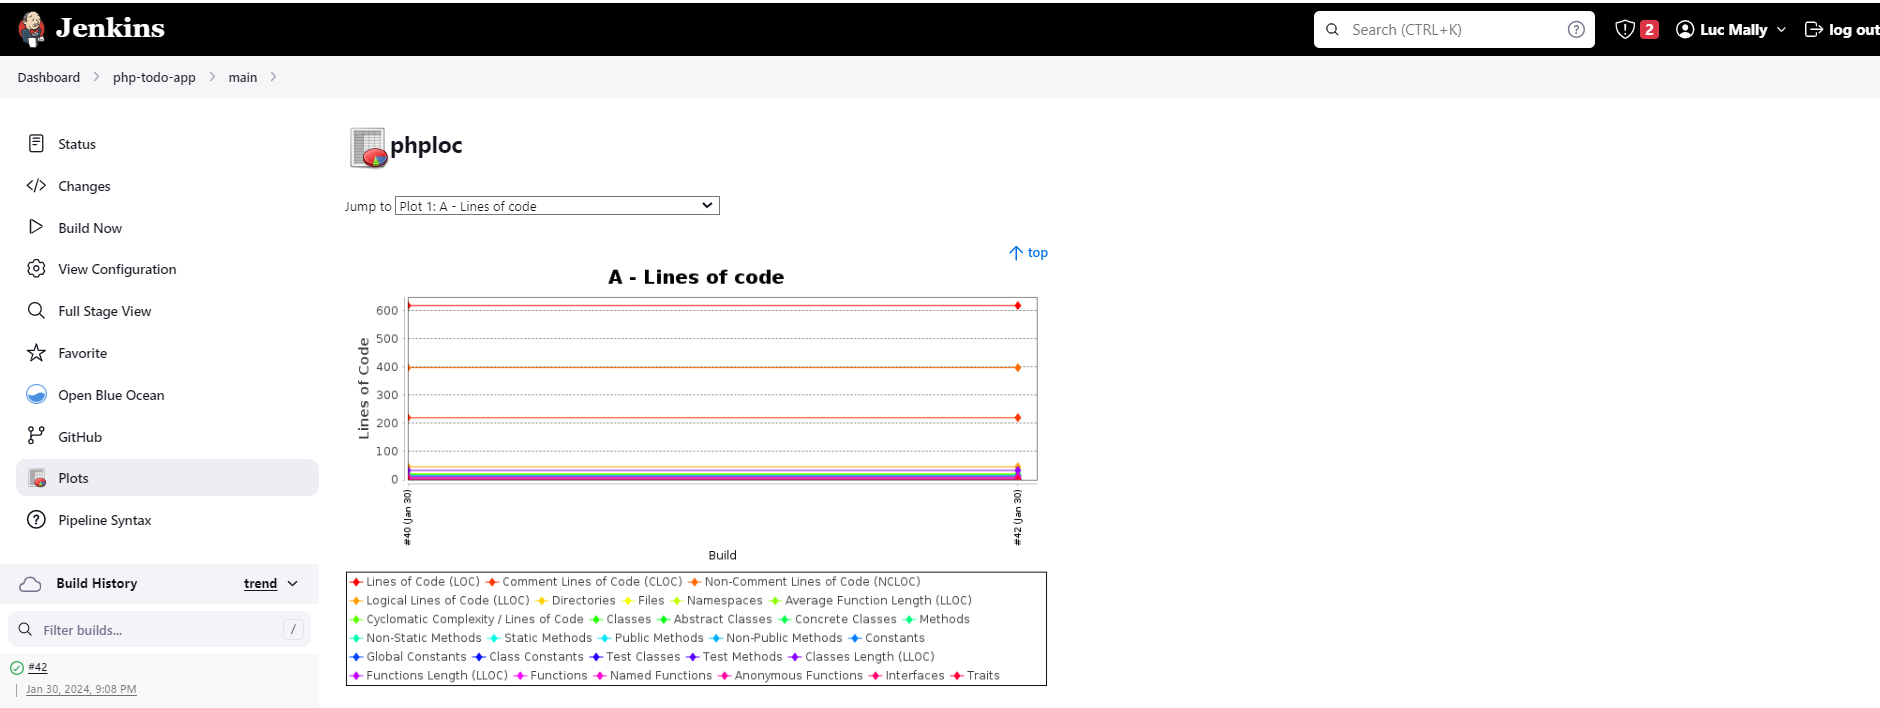 Jenkins
Search (CTRL+K)
2
Luc Mally
log out
Dashboard
php-todo-app
main
Status
Changes
Build Now
View Configuration
Full Stage View
Favorite
Open Blue Ocean
GitHub
Plots
Pipeline Syntax
Build History
trend
Filter builds...
/
#42
Jan 30, 2024, 9:08 PM
phploc
Jump to Plot 1: A - Lines of code
top
A - Lines of code
Lines of Code
600
500
400
300
200
100
0
#40 (Jan 30)
#42 (Jan 30)
Build
Lines of Code (LOC) Comment Lines of Code (CLOC) Non-Comment Lines of Code (NCLOC)
Logical Lines of Code (LLOC) Directories Files Namespaces Average Function Length (LLOC)
Cyclomatic Complexity / Lines of Code Classes Abstract Classes Concrete Classes Methods
Non-Static Methods Static Methods Public Methods Non-Public Methods Constants
Global Constants Class Constants Test Classes Test Methods Classes Length (LLOC)
Functions Length (LLOC) Functions Named Functions Anonymous Functions Interfaces Traits